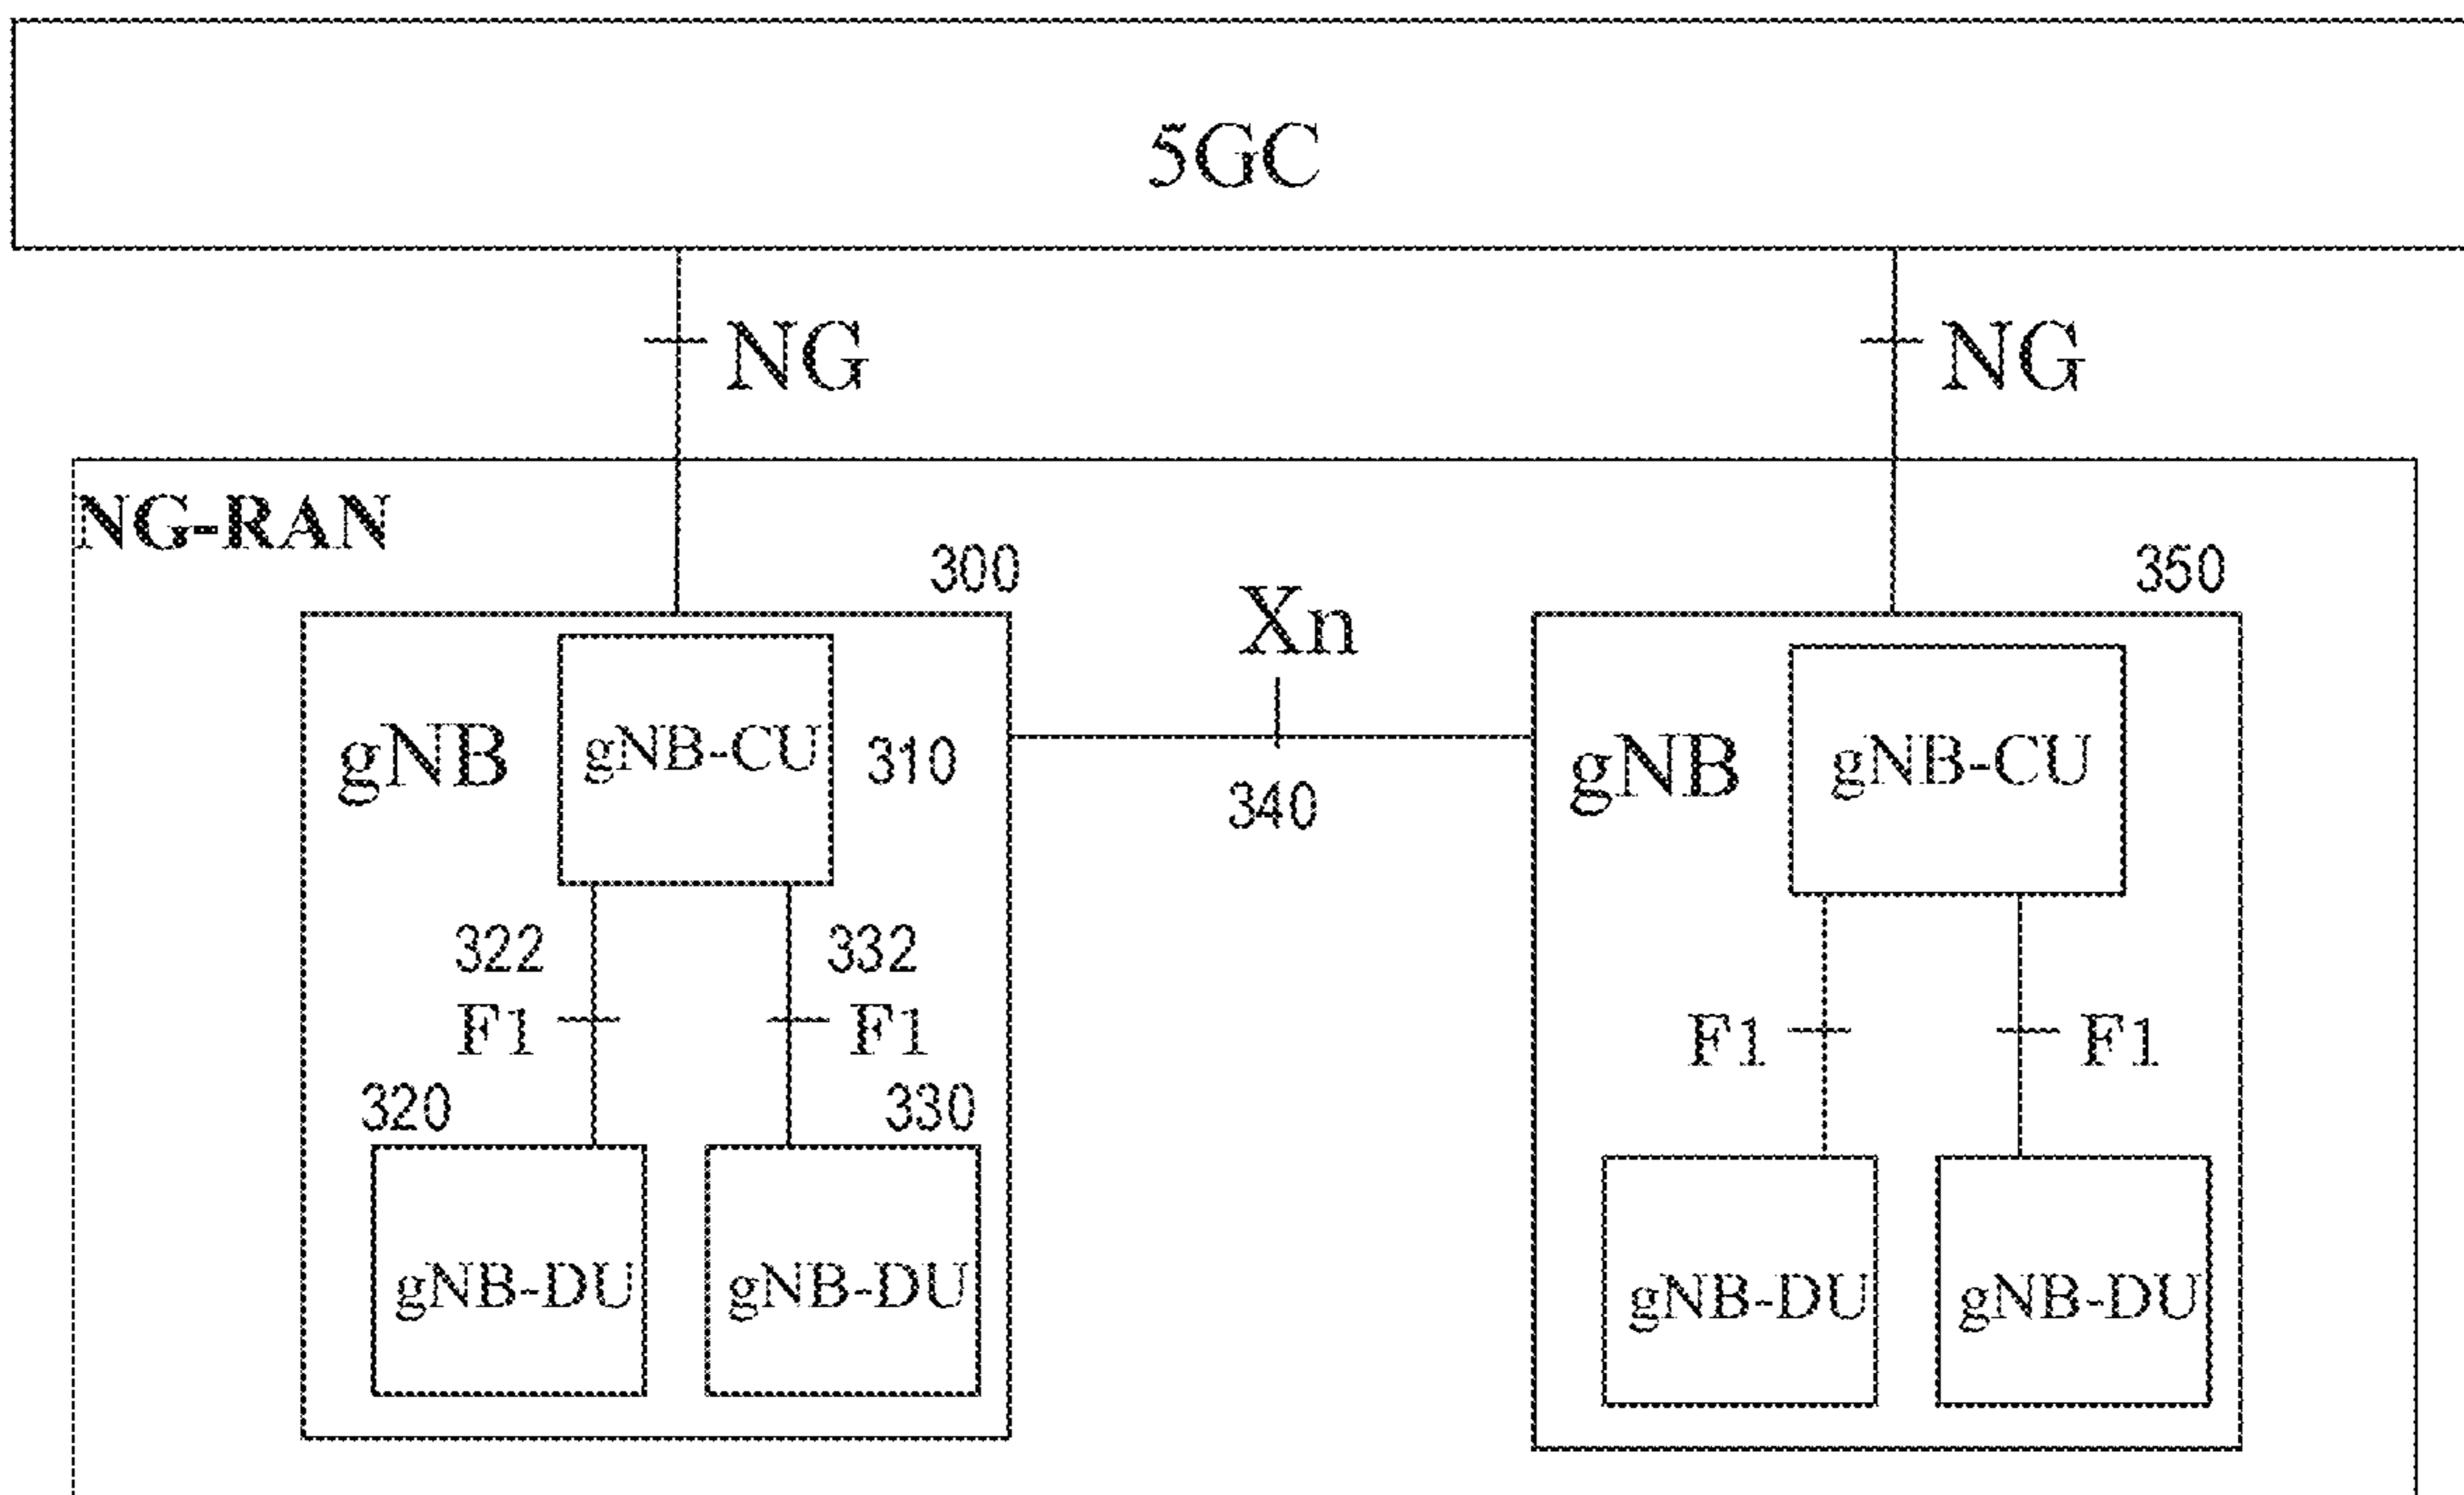 5GC
NG NG
NG-RAN
300 350
Xn
gNB gNB-CU 310 gNB gNB-CU
340
322 332
F1 F1 F1 F1
320 330
gNB-DU gNB-DU gNB-DU gNB-DU